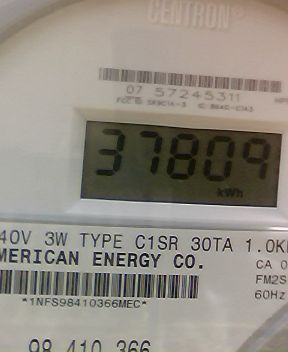 CENTRON®
07 57245311
37809
kWh
40V 3W TYPE C1SR 30TA 1.0K
MERICAN ENERGY CO.
CA 0
FM2S
60Hz
*1NFS98410366MEC*
98 410 366